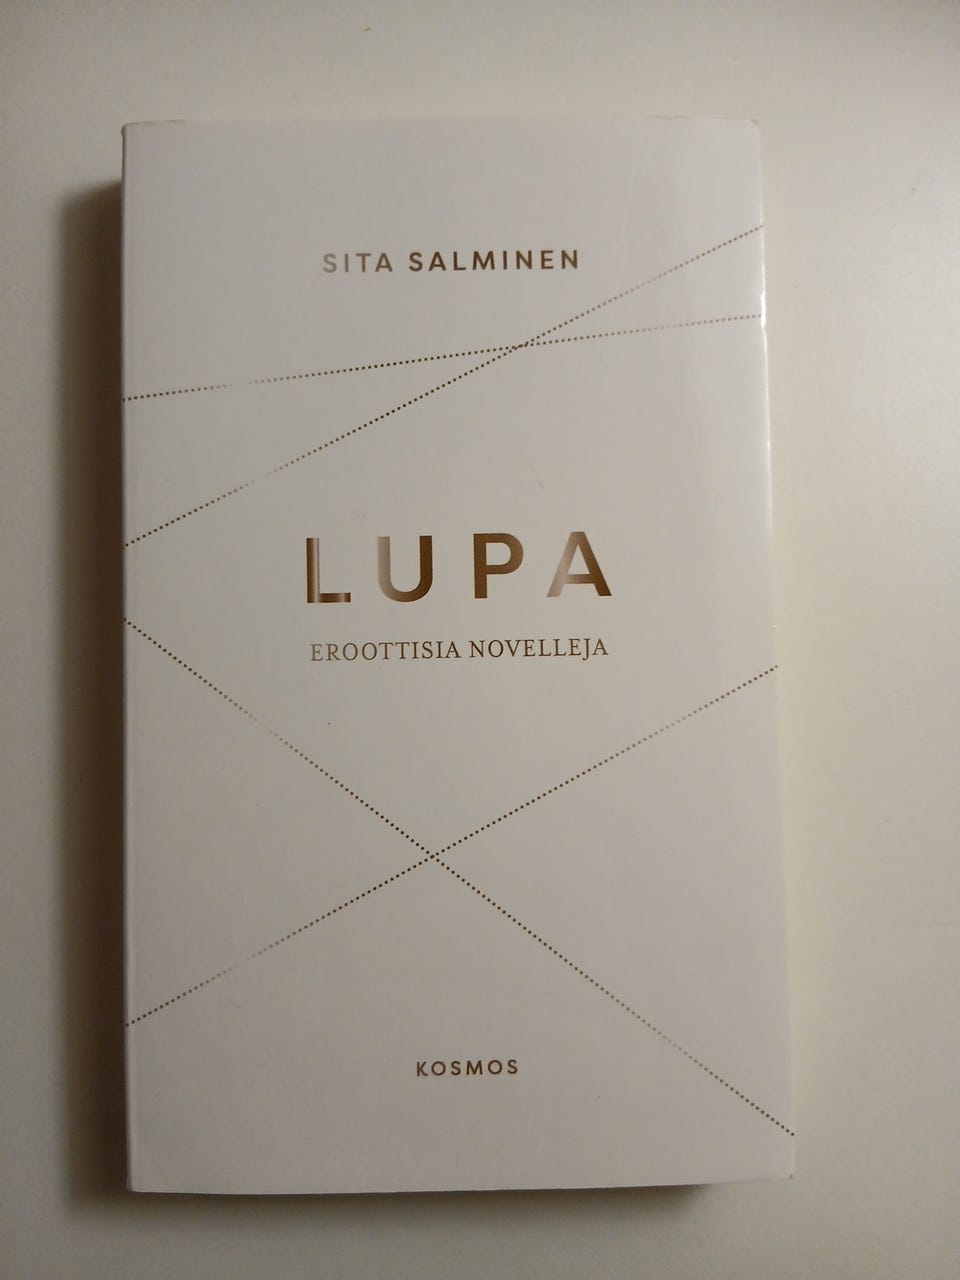 SITA SALMINEN
LUPA
EROOTTISIA NOVELLEJA
KOSMOS